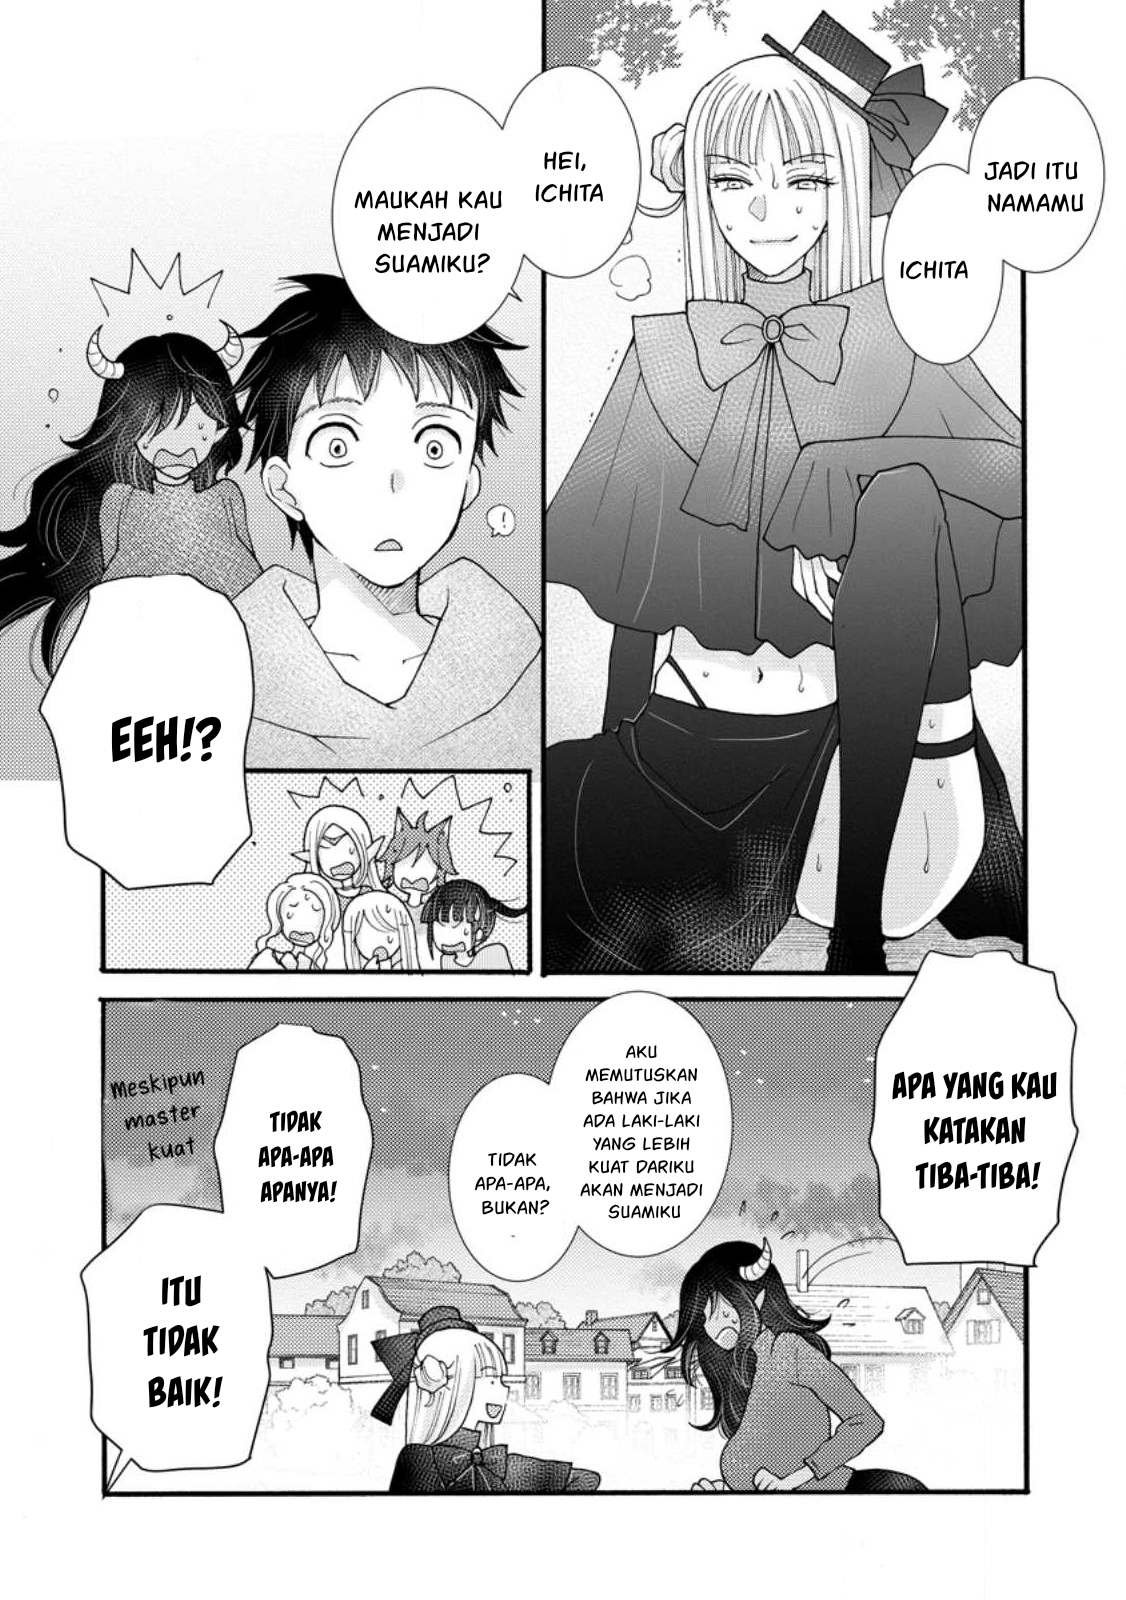 JADI ITU
NAMAMU
ICHITA
HEI,
ICHITA
MAUKAH KAU
MENJADI
SUAMIKU?
!
EEH!?
APA YANG KAU
KATAKAN
TIBA-TIBA!
AKU
MEMUTUSKAN
BAHWA JIKA
ADA LAKI-LAKI
YANG LEBIH
KUAT DARIKU
AKAN MENJADI
SUAMIKU
TIDAK
APA-APA,
BUKAN?
TIDAK
APA-APA
APANYA!
Meskipun
master
kuat
ITU
TIDAK
BAIK!